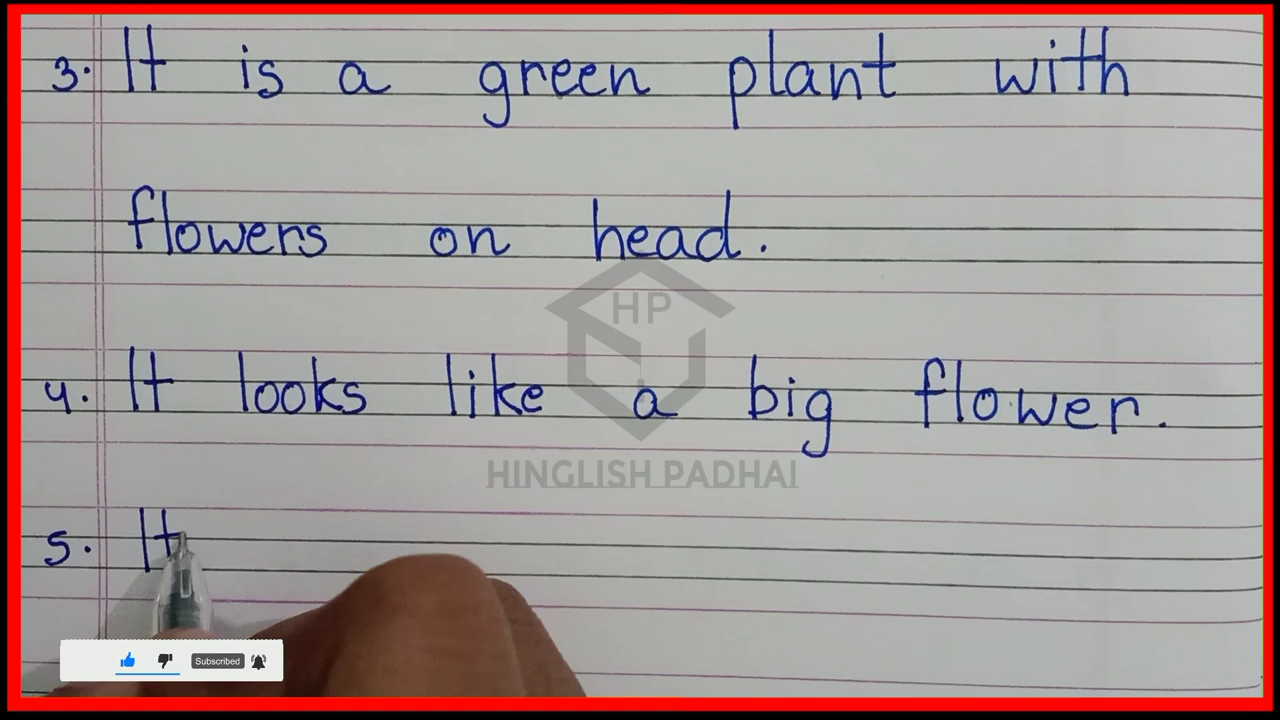 3. It is a green plant with
flowers on head.
HP
4. It looks like a big flower.
HINGLISH PADHAI
5. It
Subscribed